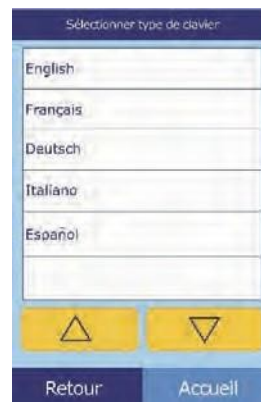 Sélectionner type de clavier
English
Français
Deutsch
Italiano
Español
Retour Accueil